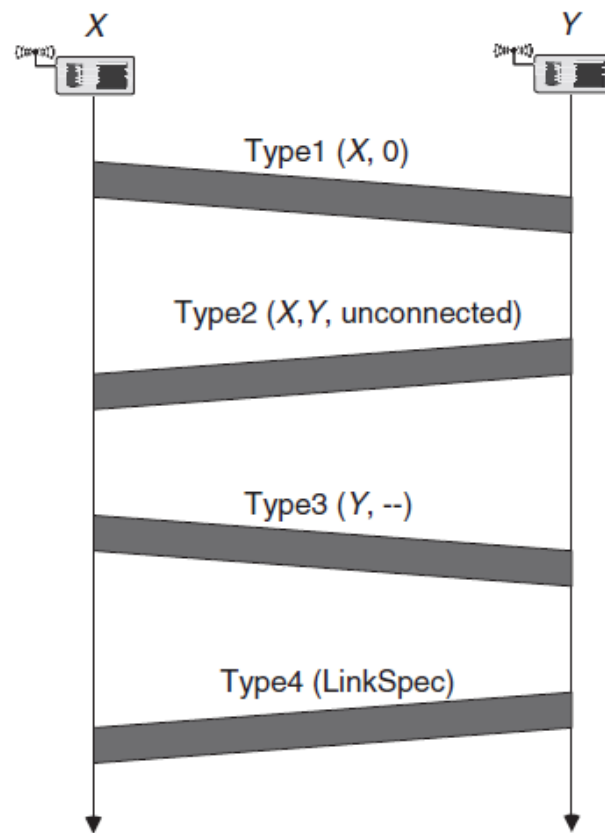 X
Y
Type1 (X, 0)
Type2 (X,Y, unconnected)
Type3 (Y, --)
Type4 (LinkSpec)